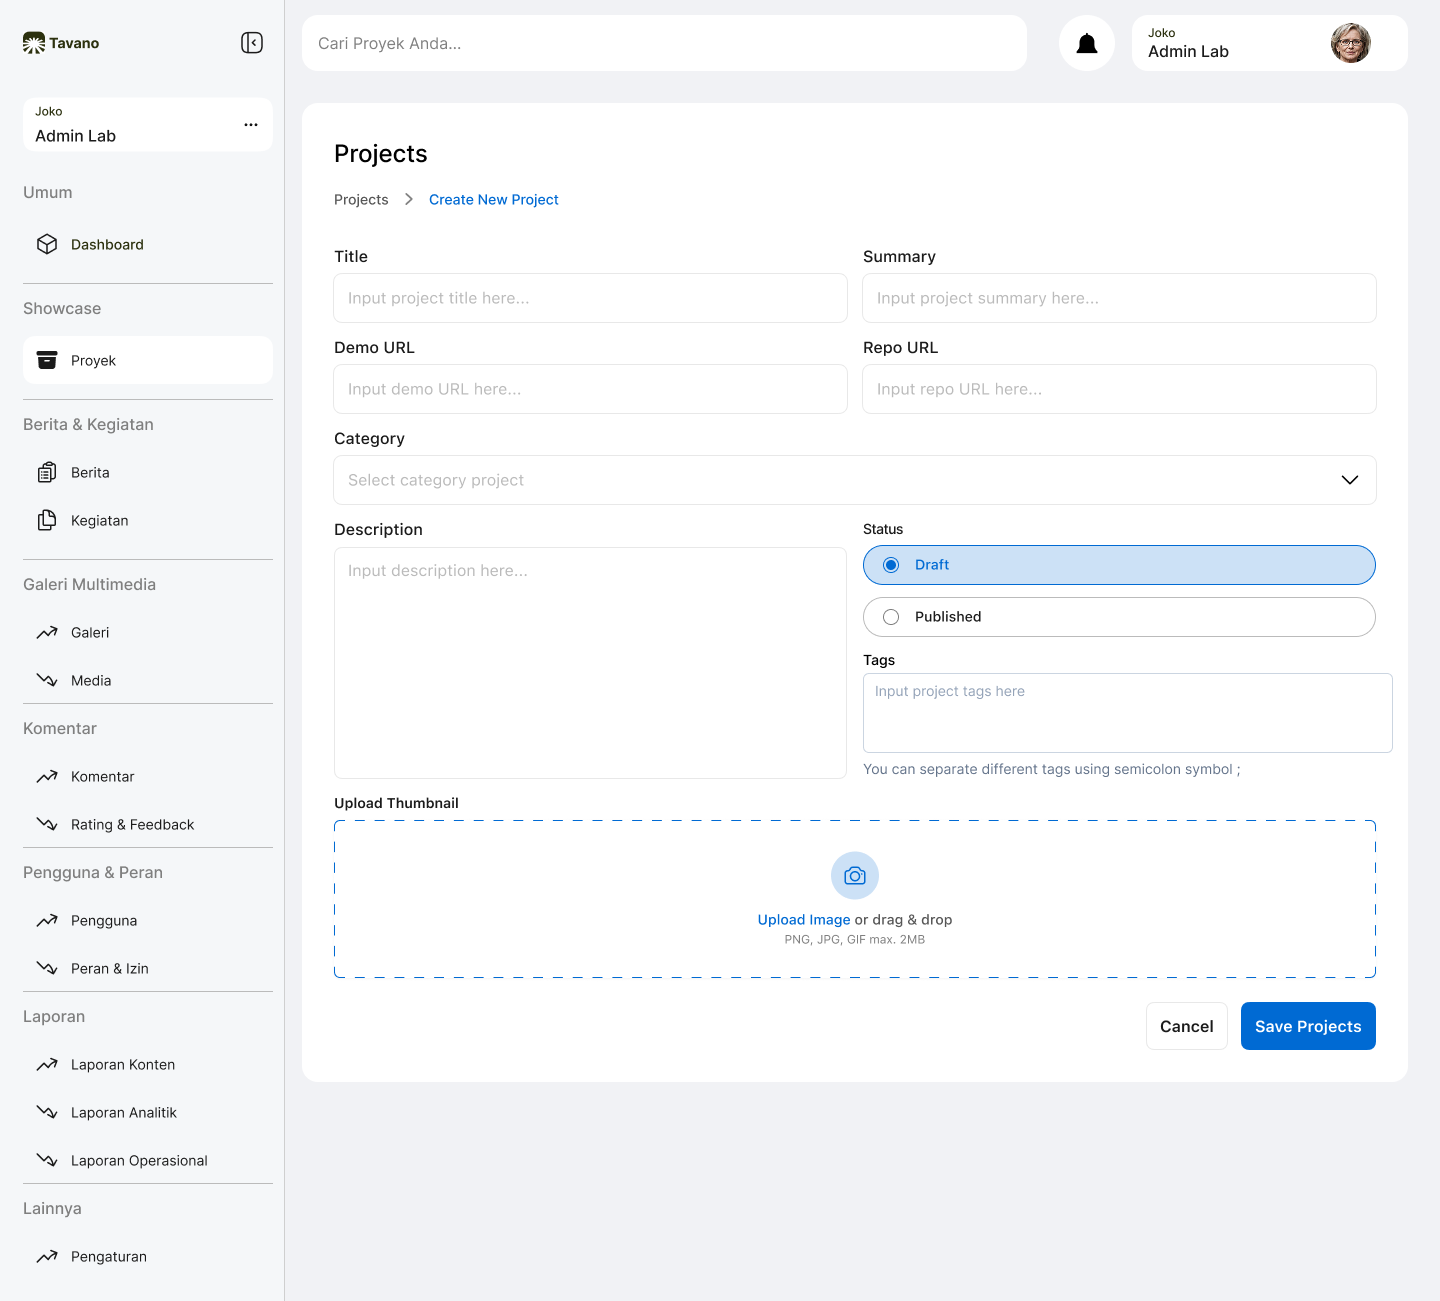 Tavano
Joko
Admin Lab
Umum
Dashboard
Showcase
Proyek
Berita & Kegiatan
Berita
Kegiatan
Galeri Multimedia
Galeri
Media
Komentar
Komentar
Rating & Feedback
Pengguna & Peran
Pengguna
Peran & Izin
Laporan
Laporan Konten
Laporan Analitik
Laporan Operasional
Lainnya
Pengaturan
Cari Proyek Anda...
Joko
Admin Lab
Projects
Projects > Create New Project
Title
Input project title here...
Summary
Input project summary here...
Demo URL
Input demo URL here...
Repo URL
Input repo URL here...
Category
Select category project
Description
Input description here...
Status
Draft
Published
Tags
Input project tags here
You can separate different tags using semicolon symbol ;
Upload Thumbnail
Upload Image or drag & drop
PNG, JPG, GIF max. 2MB
Cancel
Save Projects